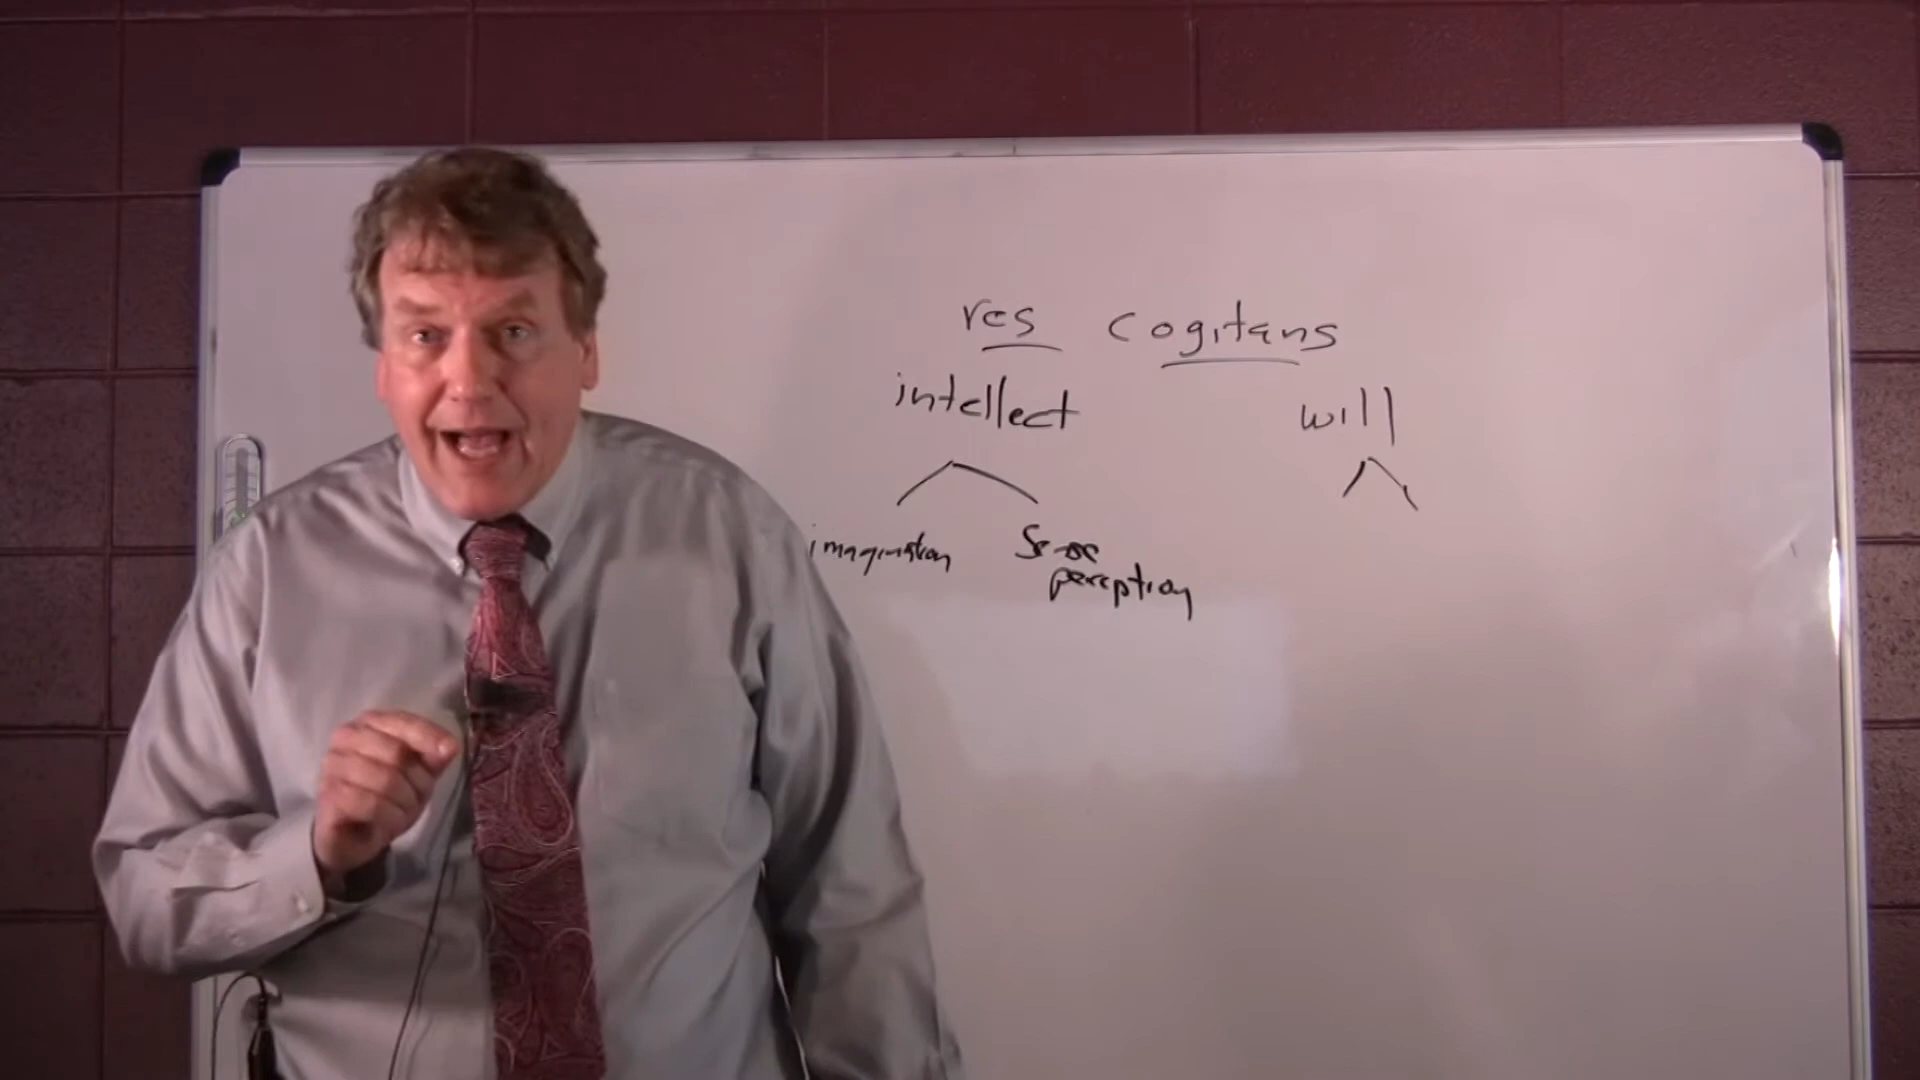 res cogitans
intellect will
imagination sense
perception